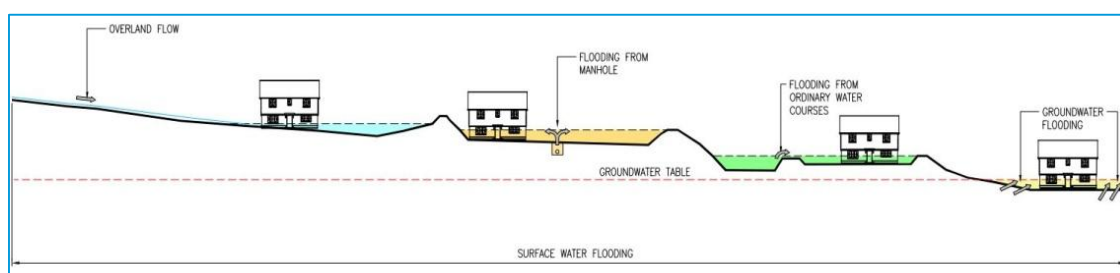 OVERLAND FLOW
FLOODING FROM
MANHOLE
FLOODING FROM
ORDINARY WATER
COURSES
GROUNDWATER
FLOODING
GROUNDWATER TABLE
SURFACE WATER FLOODING